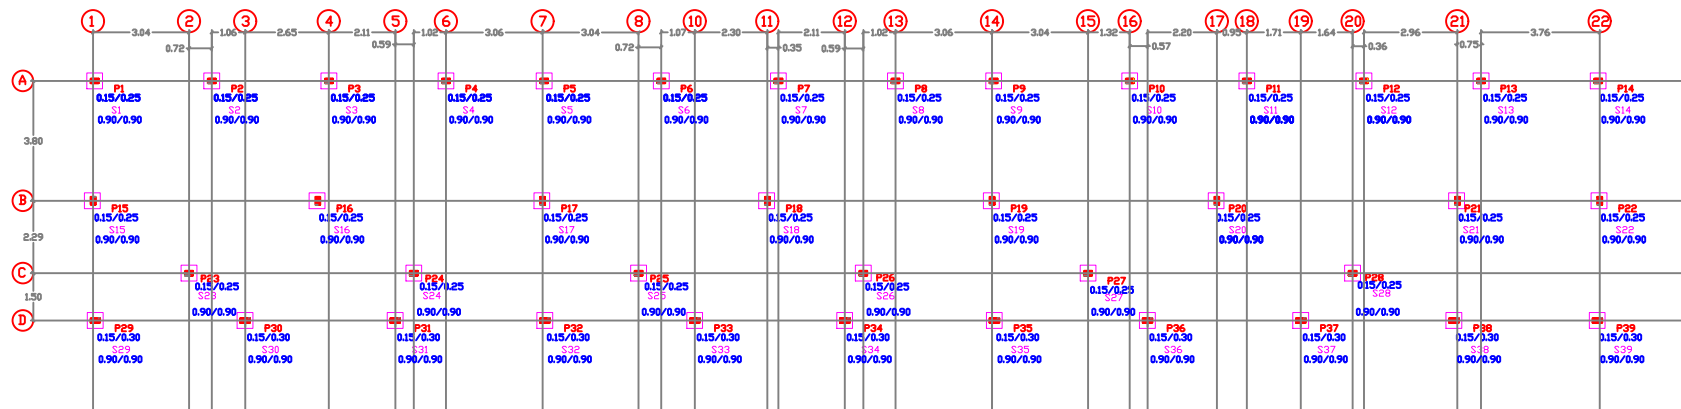 1 2 3 4 5 6 7 8 10 11 12 13 14 15 16 17 18 19 20 21 22
3.04 1.06 2.65 2.11 1.02 3.06 3.04 1.07 2.30 2.11 1.02 3.06 3.04 1.32 2.20 0.95 1.71 1.64 2.96 3.76
0.72 0.59 0.72 0.35 0.59 0.57 0.36 0.75
A
P1 P2 P3 P4 P5 P6 P7 P8 P9 P10 P11 P12 P13 P14
0.15/0.25 0.15/0.25 0.15/0.25 0.15/0.25 0.15/0.25 0.15/0.25 0.15/0.25 0.15/0.25 0.15/0.25 0.15/0.25 0.15/0.25 0.15/0.25 0.15/0.25 0.15/0.25
S1 S2 S3 S4 S5 S6 S7 S8 S9 S10 S11 S12 S13 S14
0.90/0.90 0.90/0.90 0.90/0.90 0.90/0.90 0.90/0.90 0.90/0.90 0.90/0.90 0.90/0.90 0.90/0.90 0.90/0.90 0.90/0.90 0.90/0.90 0.90/0.90 0.90/0.90
3.80
B
P15 P16 P17 P18 P19 P20 P21 P22
0.15/0.25 0.15/0.25 0.15/0.25 0.15/0.25 0.15/0.25 0.15/0.25 0.15/0.25 0.15/0.25
S15 S16 S17 S18 S19 S20 S21 S22
0.90/0.90 0.90/0.90 0.90/0.90 0.90/0.90 0.90/0.90 0.90/0.90 0.90/0.90 0.90/0.90
2.29
C
P23 P24 P25 P26 P27 P28
0.15/0.25 0.15/0.25 0.15/0.25 0.15/0.25 0.15/0.25 0.15/0.25
S23 S24 S25 S26 S27 S28
0.90/0.90 0.90/0.90 0.90/0.90 0.90/0.90 0.90/0.90 0.90/0.90
1.50
D
P29 P30 P31 P32 P33 P34 P35 P36 P37 P38 P39
0.15/0.30 0.15/0.30 0.15/0.30 0.15/0.30 0.15/0.30 0.15/0.30 0.15/0.30 0.15/0.30 0.15/0.30 0.15/0.30 0.15/0.30
S29 S30 S31 S32 S33 S34 S35 S36 S37 S38 S39
0.90/0.90 0.90/0.90 0.90/0.90 0.90/0.90 0.90/0.90 0.90/0.90 0.90/0.90 0.90/0.90 0.90/0.90 0.90/0.90 0.90/0.90